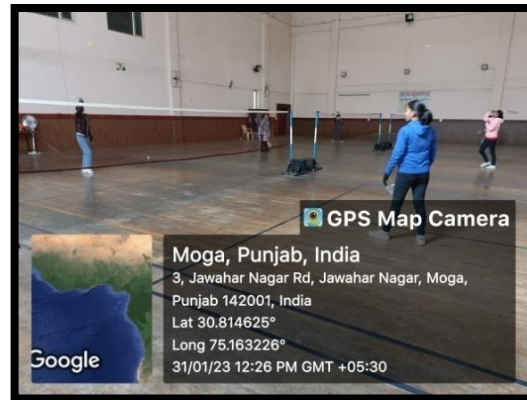 GPS Map Camera
Moga, Punjab, India
3, Jawahar Nagar Rd, Jawahar Nagar, Moga,
Punjab 142001, India
Lat 30.814625°
Long 75.163226°
31/01/23 12:26 PM GMT +05:30
Google